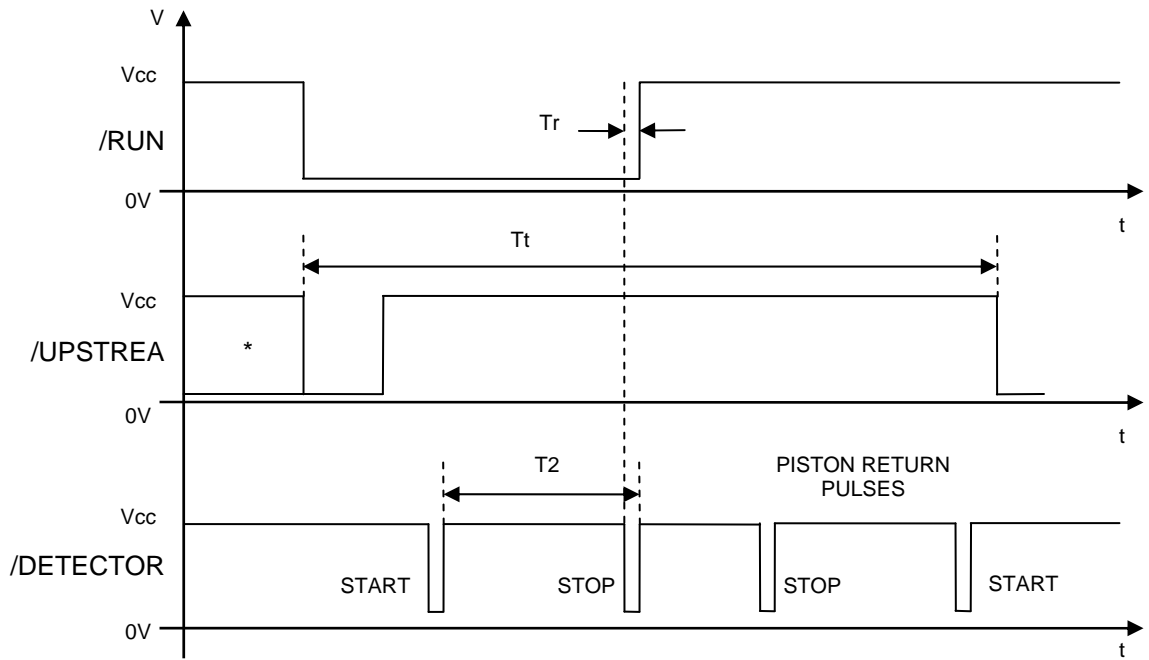 V
Vcc
/RUN
Tr
0V
t
Tt
Vcc
/UPSTREA
*
0V
t
T2
PISTON RETURN
PULSES
Vcc
/DETECTOR
START
STOP
STOP
START
0V
t